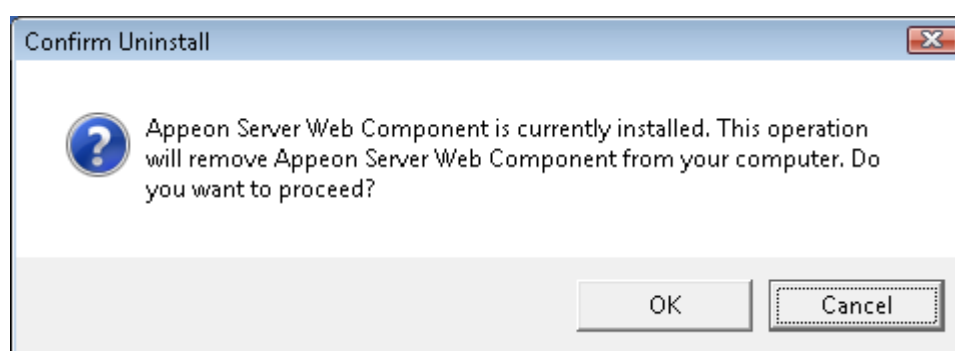 Confirm Uninstall
Appeon Server Web Component is currently installed. This operation
will remove Appeon Server Web Component from your computer. Do
you want to proceed?
OK
Cancel